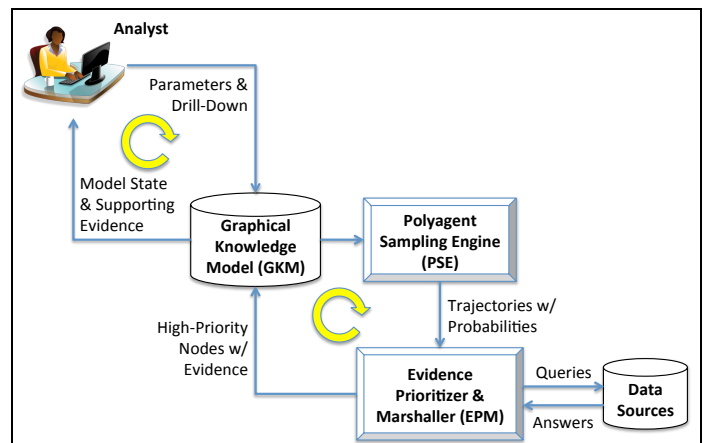 Analyst
Parameters &
Drill-Down
Model State
& Supporting
Evidence
Graphical
Knowledge
Model (GKM)
Polyagent
Sampling Engine
(PSE)
High-Priority
Nodes w/
Evidence
Trajectories w/
Probabilities
Evidence
Prioritizer &
Marshaller (EPM)
Queries
Answers
Data
Sources